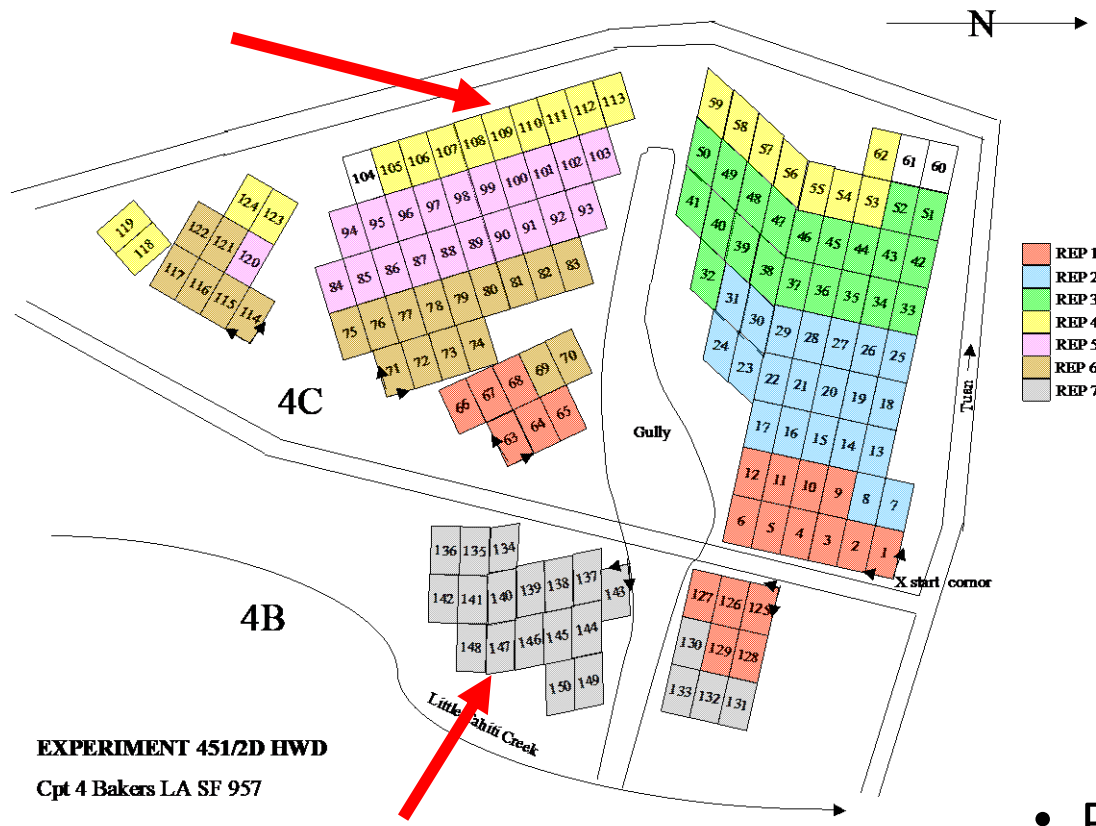 N
59
58
57
56
55 54 53
62 61 60
50 49 48 47 46 45 44 43 52 51
41 40 39 38 37 36 35 34 33 42
32 31 30 29 28 27 26 25
24 23 22 21 20 19 18
17 16 15 14 13
12 11 10 9 8 7
6 5 4 3 2 1
104 105 106 107 108 109 110 111 112 113
94 95 96 97 98 99 100 101 102 103
84 85 86 87 88 89 90 91 92 93
75 76 77 78 79 80 81 82 83
71 72 73 74
66 67 68 69 70
63 64 65
119 118
124 123
122 121 120
117 116 115 114
4C
Gully
Tuan
REP 1
REP 2
REP 3
REP 4
REP 5
REP 6
REP 7
X start cornor
136 135 134
142 141 140 139 138 137 143
148 147 146 145 144
150 149
127 126 125
130 129 128
133 132 131
4B
Little Tahiti Creek
EXPERIMENT 451/2D HWD
Cpt 4 Bakers LA SF 957